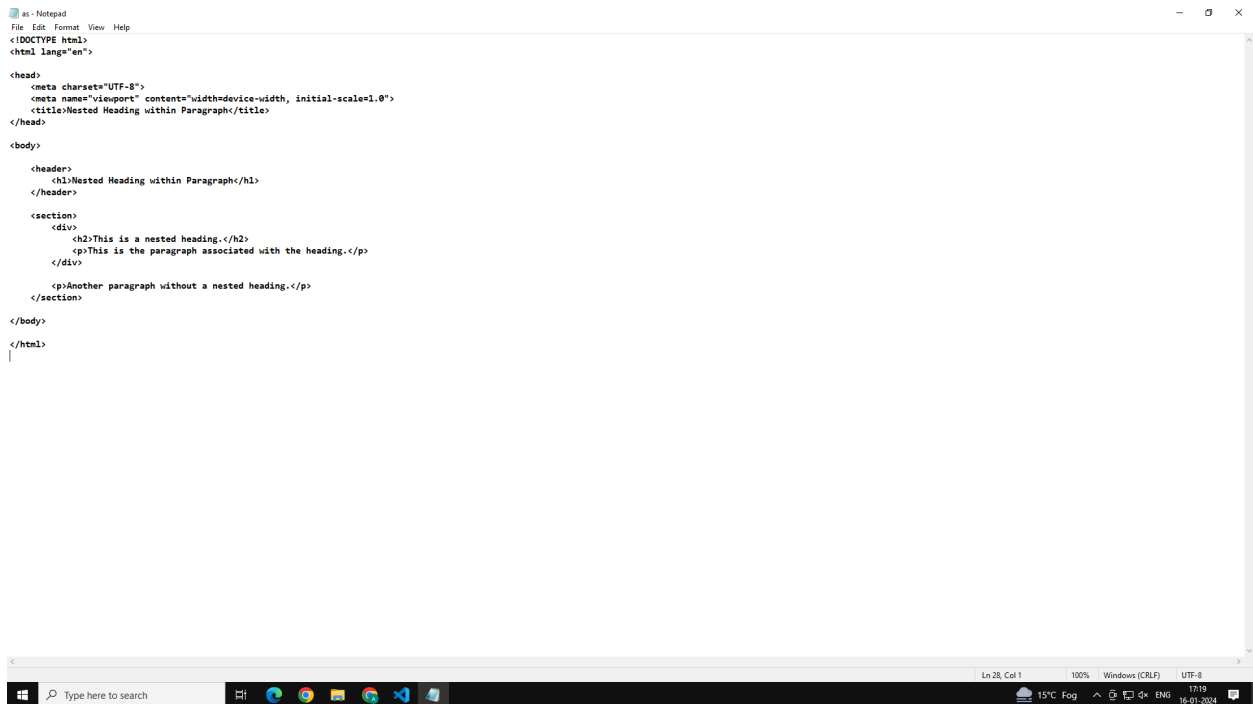 as - Notepad
File Edit Format View Help
<!DOCTYPE html>
<html lang="en">
<head>
    <meta charset="UTF-8">
    <meta name="viewport" content="width=device-width, initial-scale=1.0">
    <title>Nested Heading within Paragraph</title>
</head>
<body>
    <header>
        <h1>Nested Heading within Paragraph</h1>
    </header>
    <section>
        <div>
            <h2>This is a nested heading.</h2>
            <p>This is the paragraph associated with the heading.</p>
        </div>
        <p>Another paragraph without a nested heading.</p>
    </section>
</body>
</html>
Ln 28, Col 1 100% Windows (CRLF) UTF-8
Type here to search 15°C Fog ENG 17:19
16-01-2024